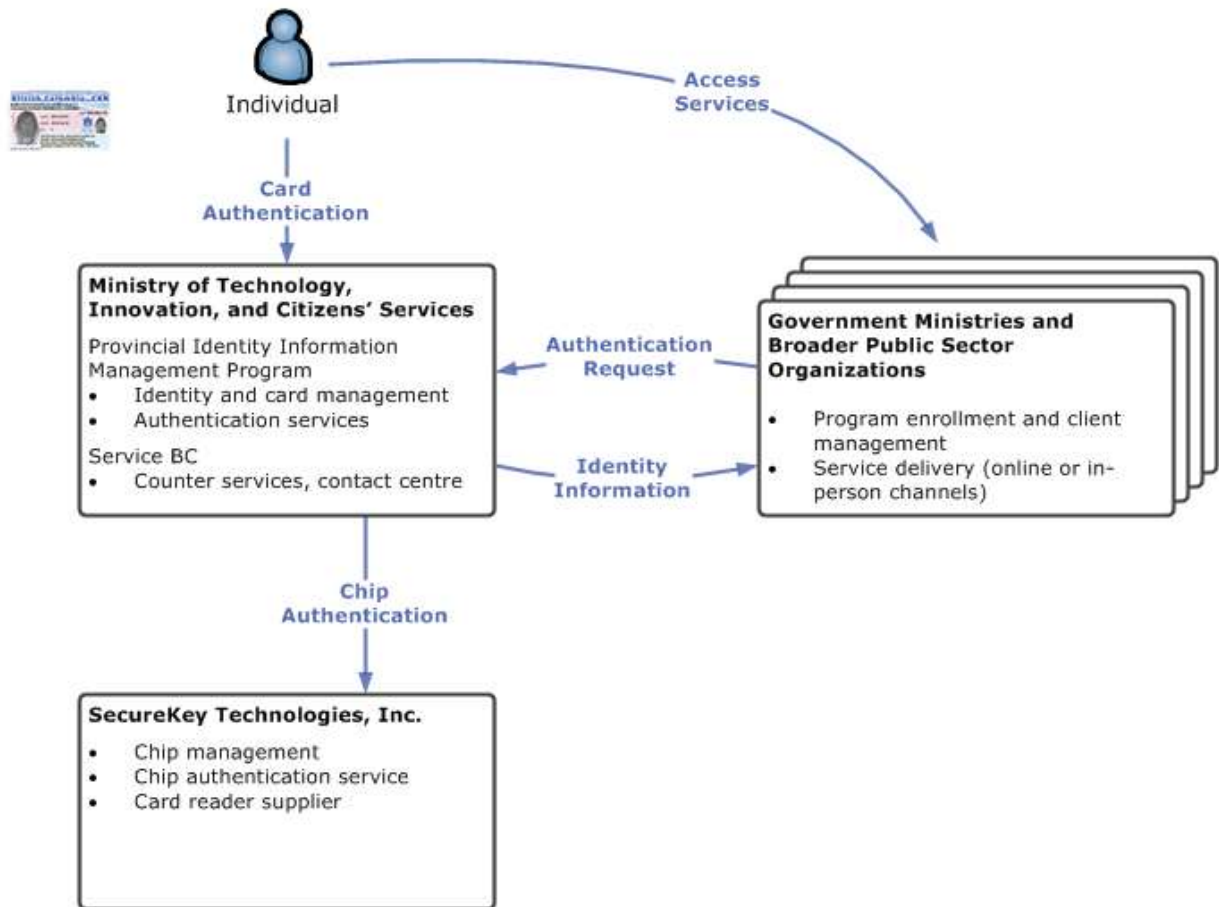 Individual
Access
Services
Card
Authentication
Ministry of Technology,
Innovation, and Citizens’ Services
Provincial Identity Information
Management Program
• Identity and card management
• Authentication services
Service BC
• Counter services, contact centre
Authentication
Request
Identity
Information
Government Ministries and
Broader Public Sector
Organizations
• Program enrollment and client
management
• Service delivery (online or in-
person channels)
Chip
Authentication
SecureKey Technologies, Inc.
• Chip management
• Chip authentication service
• Card reader supplier